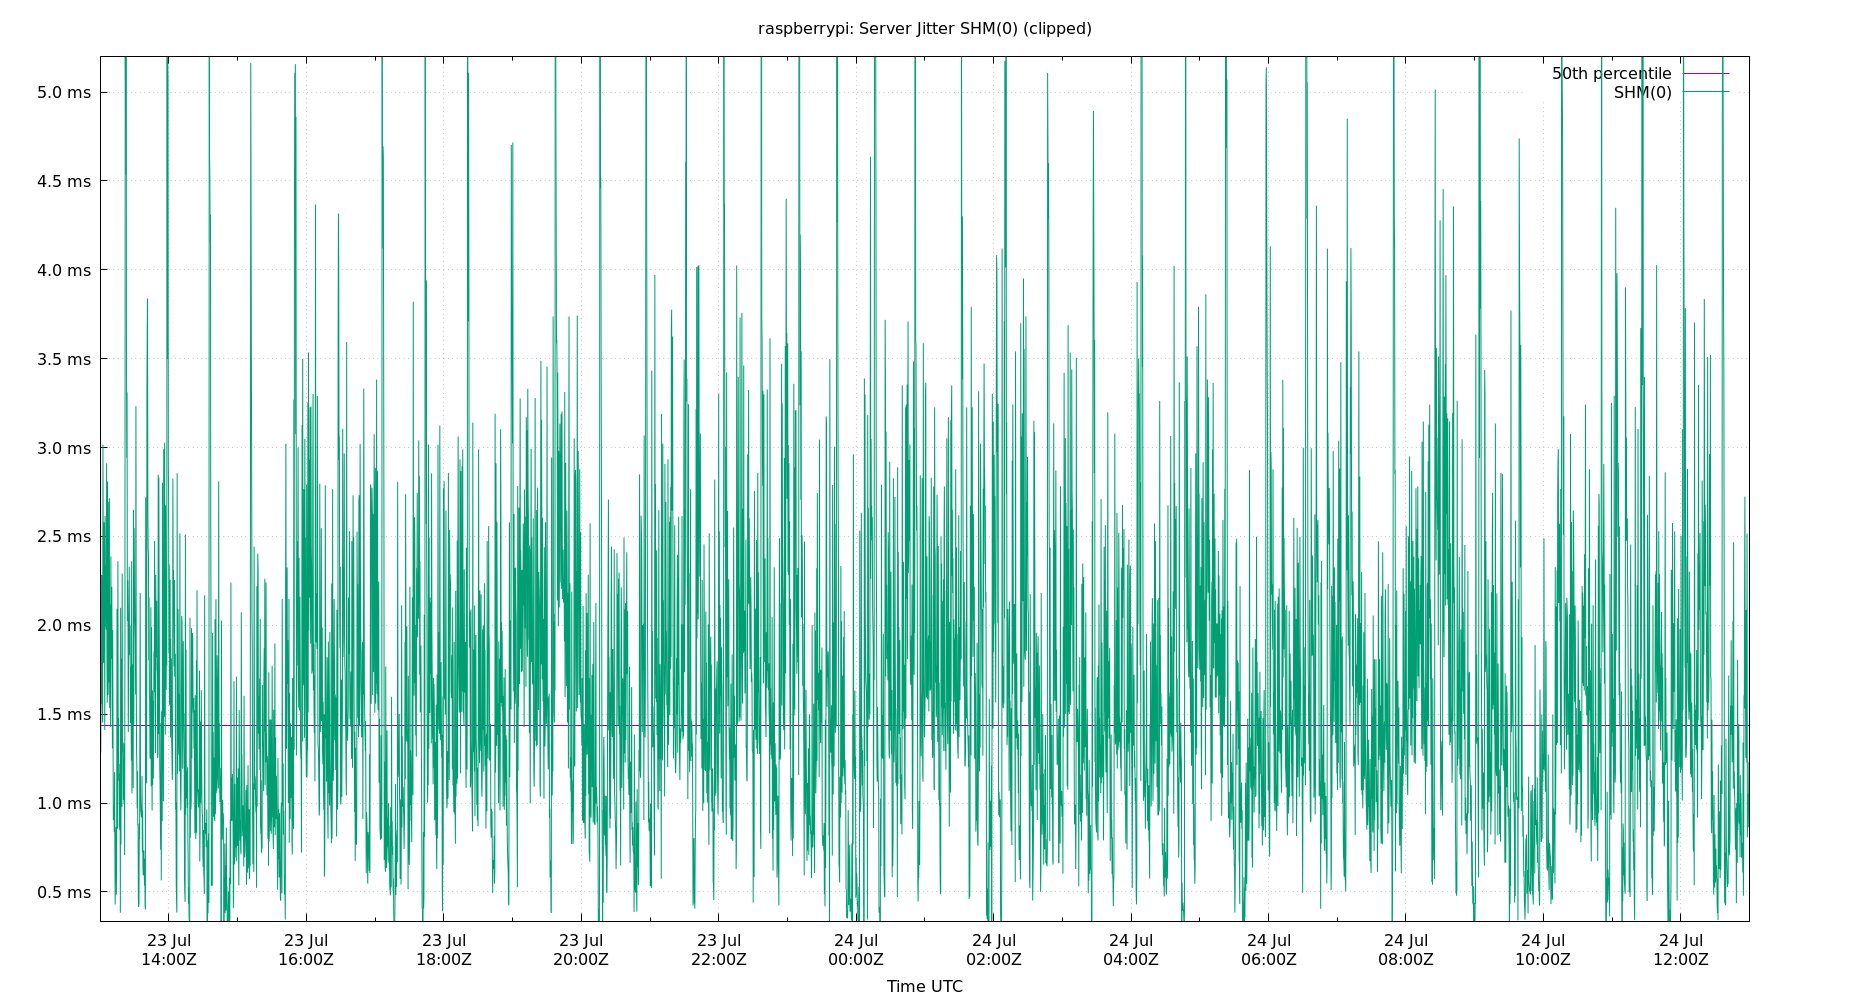 raspberrypi: Server Jitter SHM(0) (clipped)
50th percentile
SHM(0)
5.0 ms
4.5 ms
4.0 ms
3.5 ms
3.0 ms
2.5 ms
2.0 ms
1.5 ms
1.0 ms
0.5 ms
23 Jul 23 Jul 23 Jul 23 Jul 23 Jul 24 Jul 24 Jul 24 Jul 24 Jul 24 Jul 24 Jul 24 Jul
14:00Z 16:00Z 18:00Z 20:00Z 22:00Z 00:00Z 02:00Z 04:00Z 06:00Z 08:00Z 10:00Z 12:00Z
Time UTC